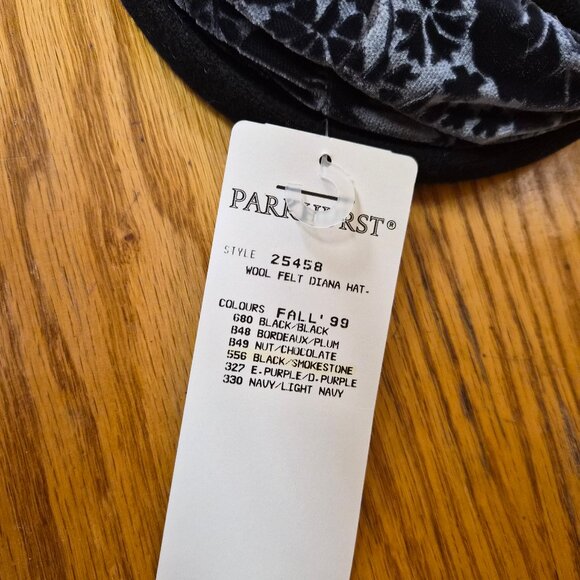 PARKHURST®
STYLE 25458
WOOL FELT DIANA HAT.
COLOURS FALL'99
680 BLACK/BLACK
B48 BORDEAUX/PLUM
B49 NUT/CHOCOLATE
556 BLACK/SMOKESTONE
327 E.PURPLE/D.PURPLE
330 NAVY/LIGHT NAVY